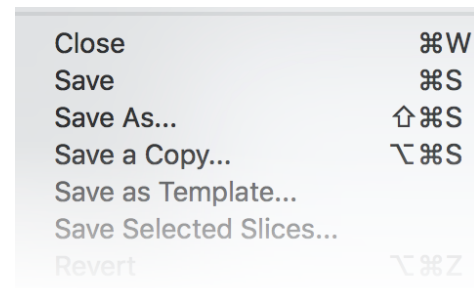 Close ⌘W
Save ⌘S
Save As... ⇧⌘S
Save a Copy... ⌥⌘S
Save as Template...
Save Selected Slices...
Revert ⌥⌘Z